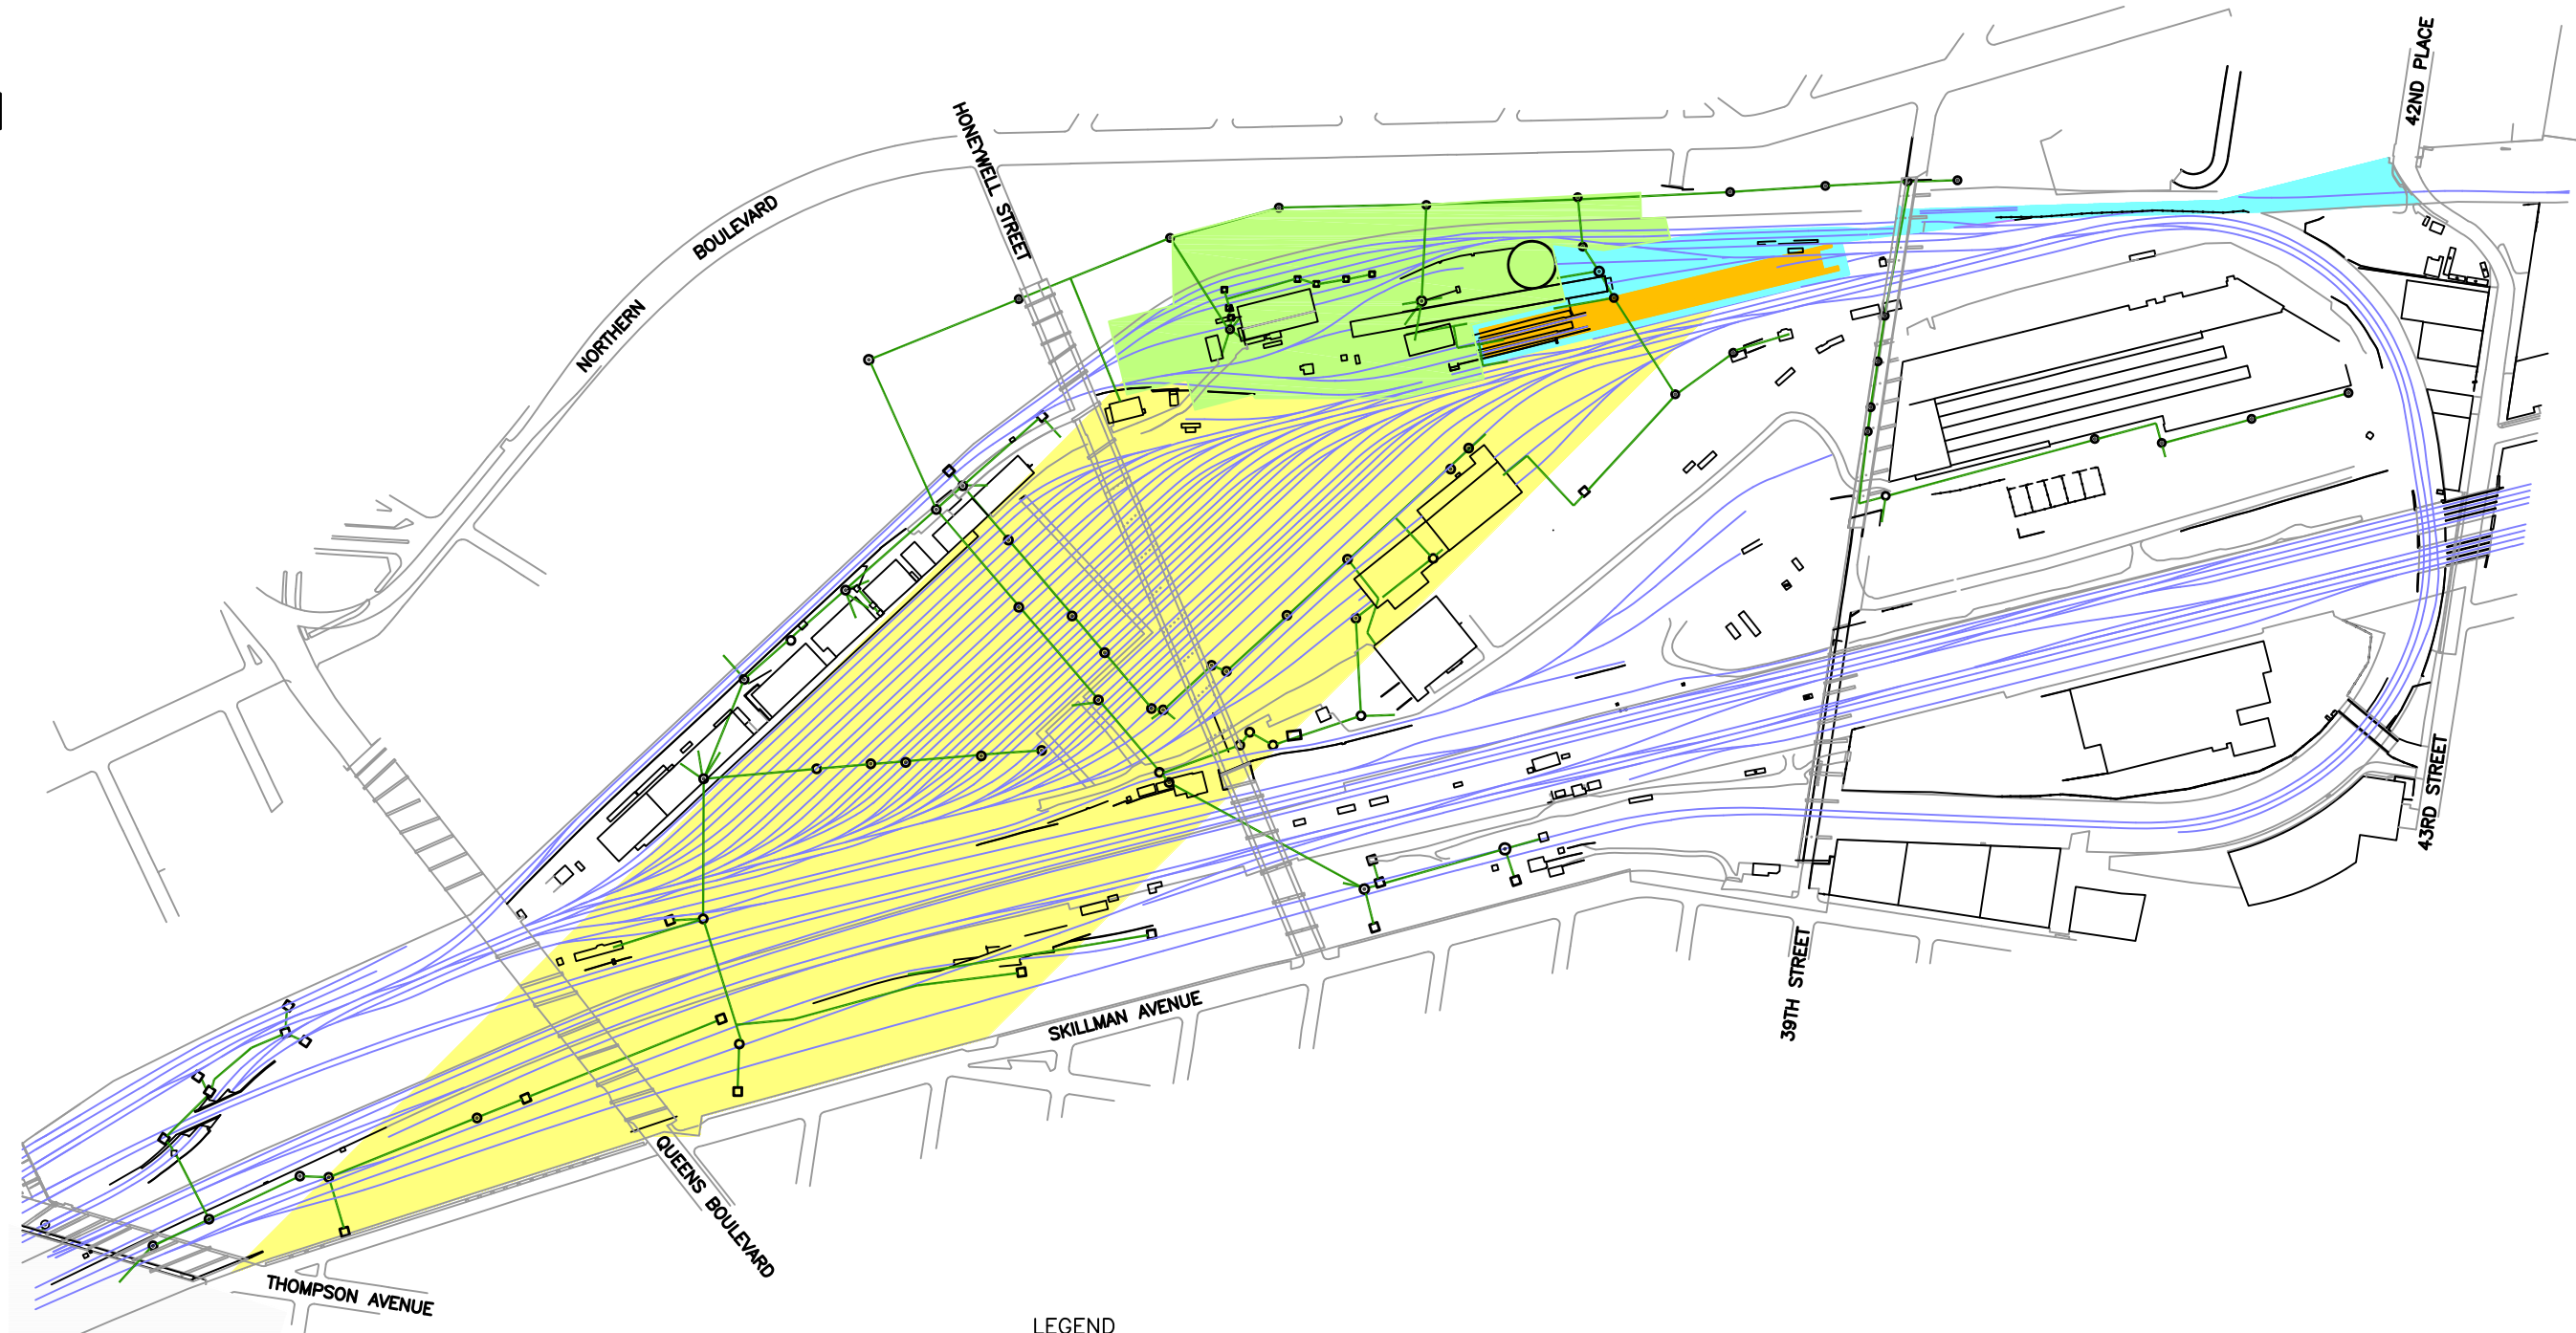 42ND PLACE
HONEYWELL STREET
BOULEVARD
NORTHERN
43RD STREET
39TH STREET
SKILLMAN AVENUE
QUEENS BOULEVARD
THOMPSON AVENUE
LEGEND